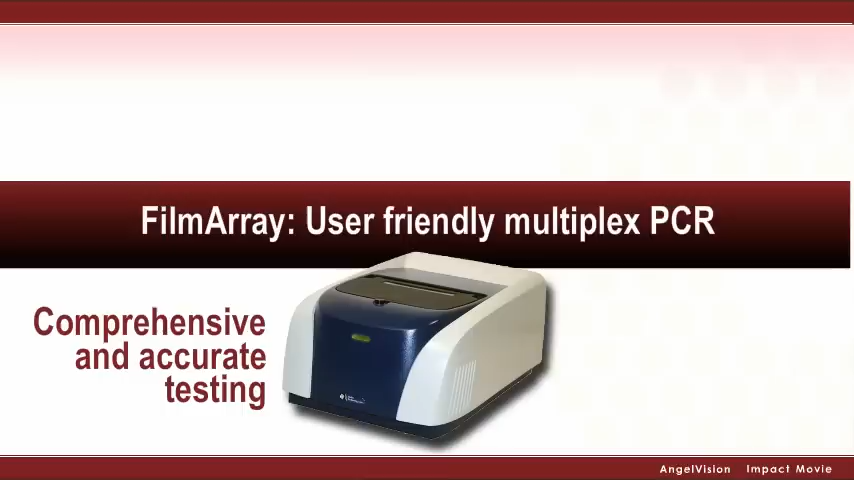 FilmArray: User friendly multiplex PCR
Comprehensive
and accurate
testing
AngelVision Impact Movie